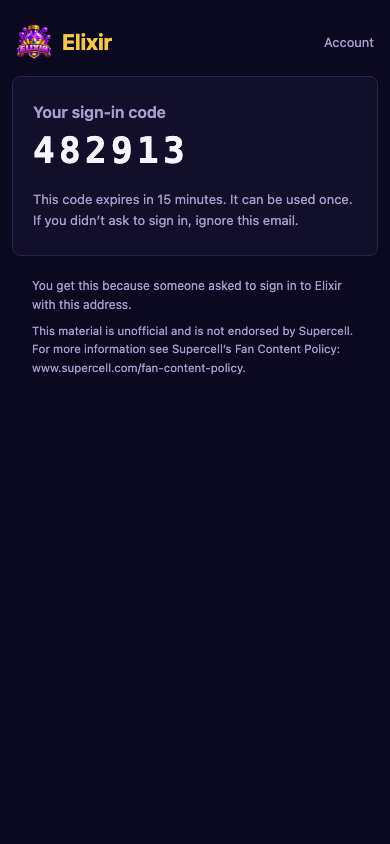 ELIXIR
Elixir
Account
Your sign-in code
482913
This code expires in 15 minutes. It can be used once.
If you didn’t ask to sign in, ignore this email.
You get this because someone asked to sign in to Elixir
with this address.
This material is unofficial and is not endorsed by Supercell.
For more information see Supercell’s Fan Content Policy:
www.supercell.com/fan-content-policy.